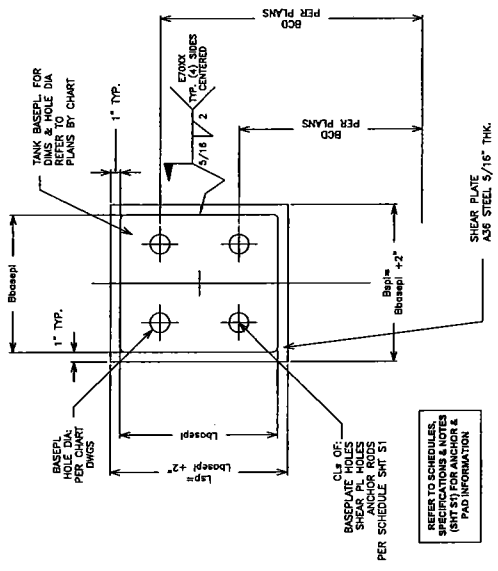 BCD
PER PLANS
BCD
PER PLANS
TANK BASEPL. FOR
DIMS & HOLE DIA
REFER TO
PLANS BY CHART
1" TYP.
E70XX
TYP. (4) SIDES
CENTERED
5/16
2
Bbasepl
1" TYP.
BASEPL
HOLE DIA:
PER CHART
DWGS
Lbasepl
Lsp=
Lbasepl +2"
Bspl=
Bbasepl +2"
SHEAR PLATE
A36 STEEL 5/16" THK.
CLs OF:
BASEPLATE HOLES
SHEAR PL HOLES
ANCHOR RODS
PER SCHEDULE SHT S1
REFER TO SCHEDULES,
SPECIFICATIONS & NOTES
(SHT S1) FOR ANCHOR &
PAD INFORMATION